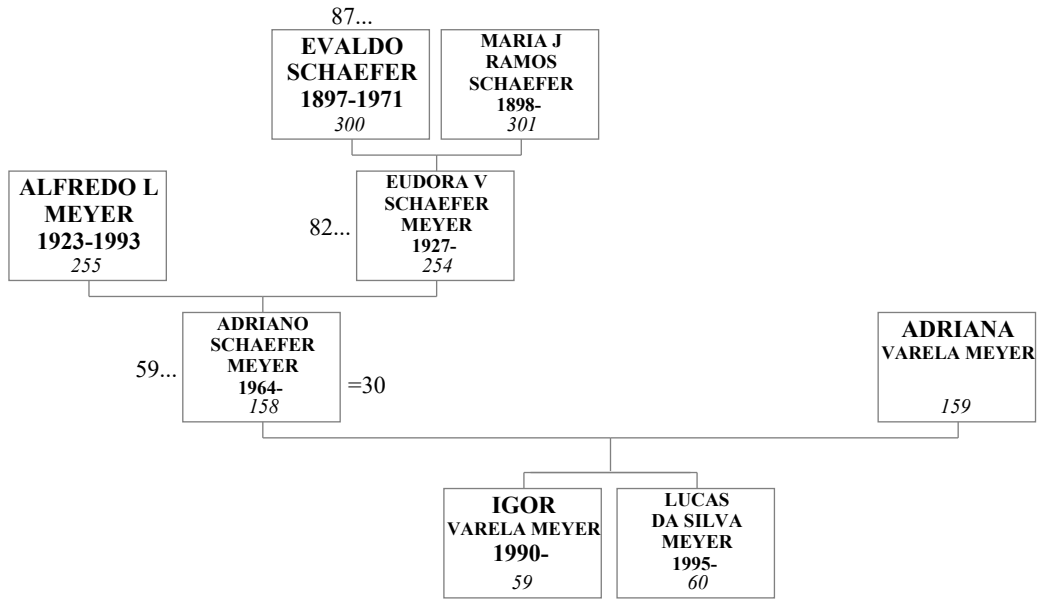 87...
EVALDO
SCHAEFER
1897-1971
300
MARIA J
RAMOS
SCHAEFER
1898-
301
ALFREDO L
MEYER
1923-1993
255
82...
EUDORA V
SCHAEFER
MEYER
1927-
254
59...
ADRIANO
SCHAEFER
MEYER
1964-
158
=30
ADRIANA
VARELA MEYER
159
IGOR
VARELA MEYER
1990-
59
LUCAS
DA SILVA
MEYER
1995-
60